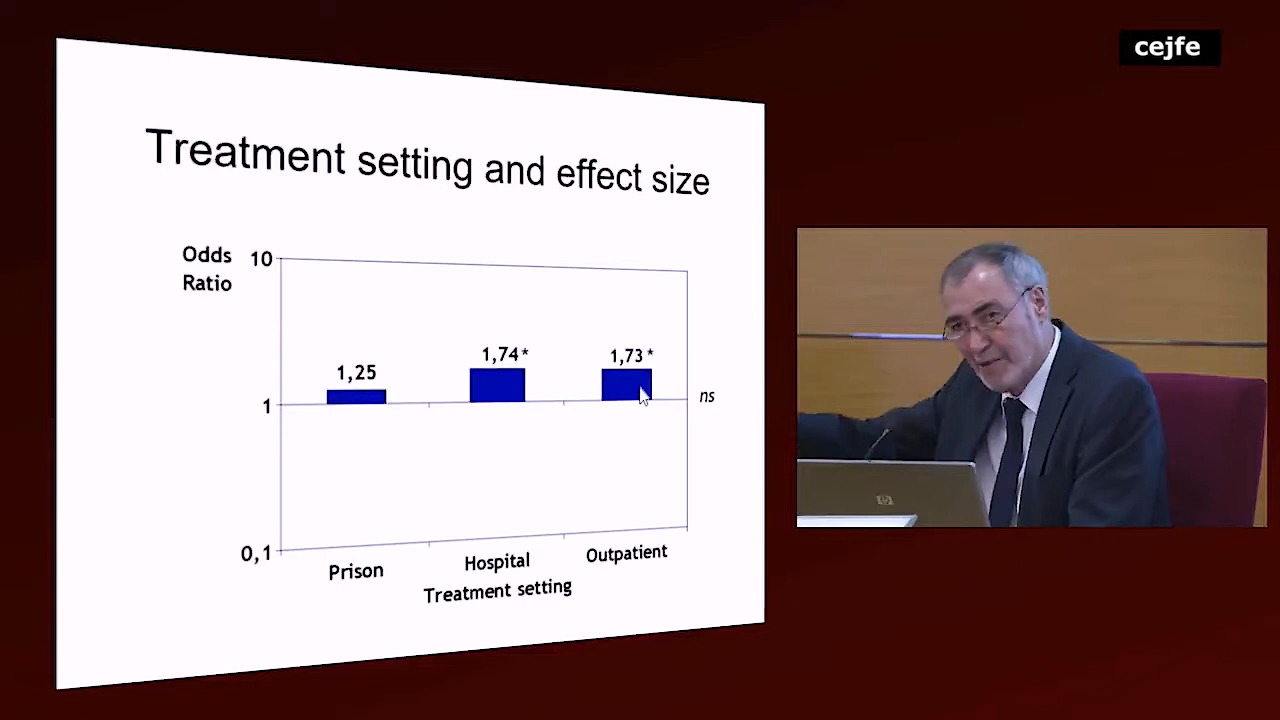 cejfe
Treatment setting and effect size
Odds
Ratio
10
1,25
1,74*
1,73*
1
ns
0,1
Prison
Hospital
Outpatient
Treatment setting
hp